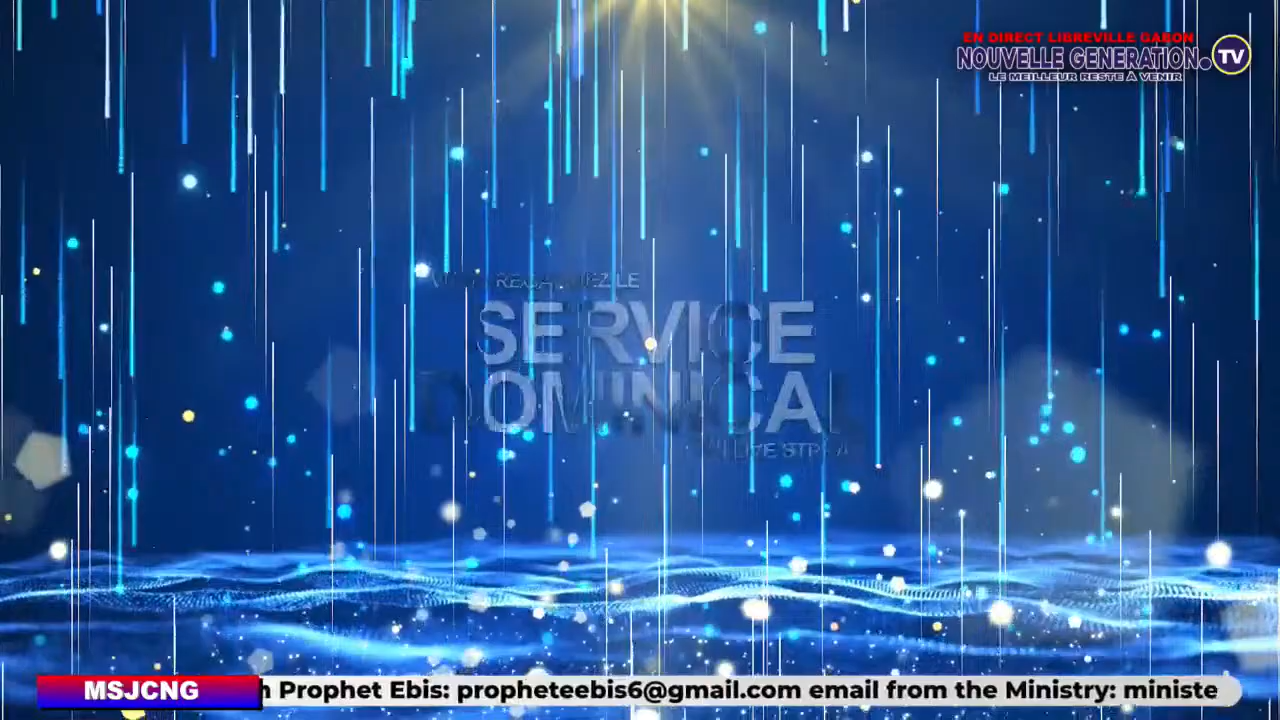 EN DIRECT LIBREVILLE GABON
NOUVELLE GENERATION. TV
LE MEILLEUR RESTE À VENIR
LE
SERVICE
DOMINICAL
MSJCNG
Prophet Ebis: propheteebis6@gmail.com email from the Ministry: ministe